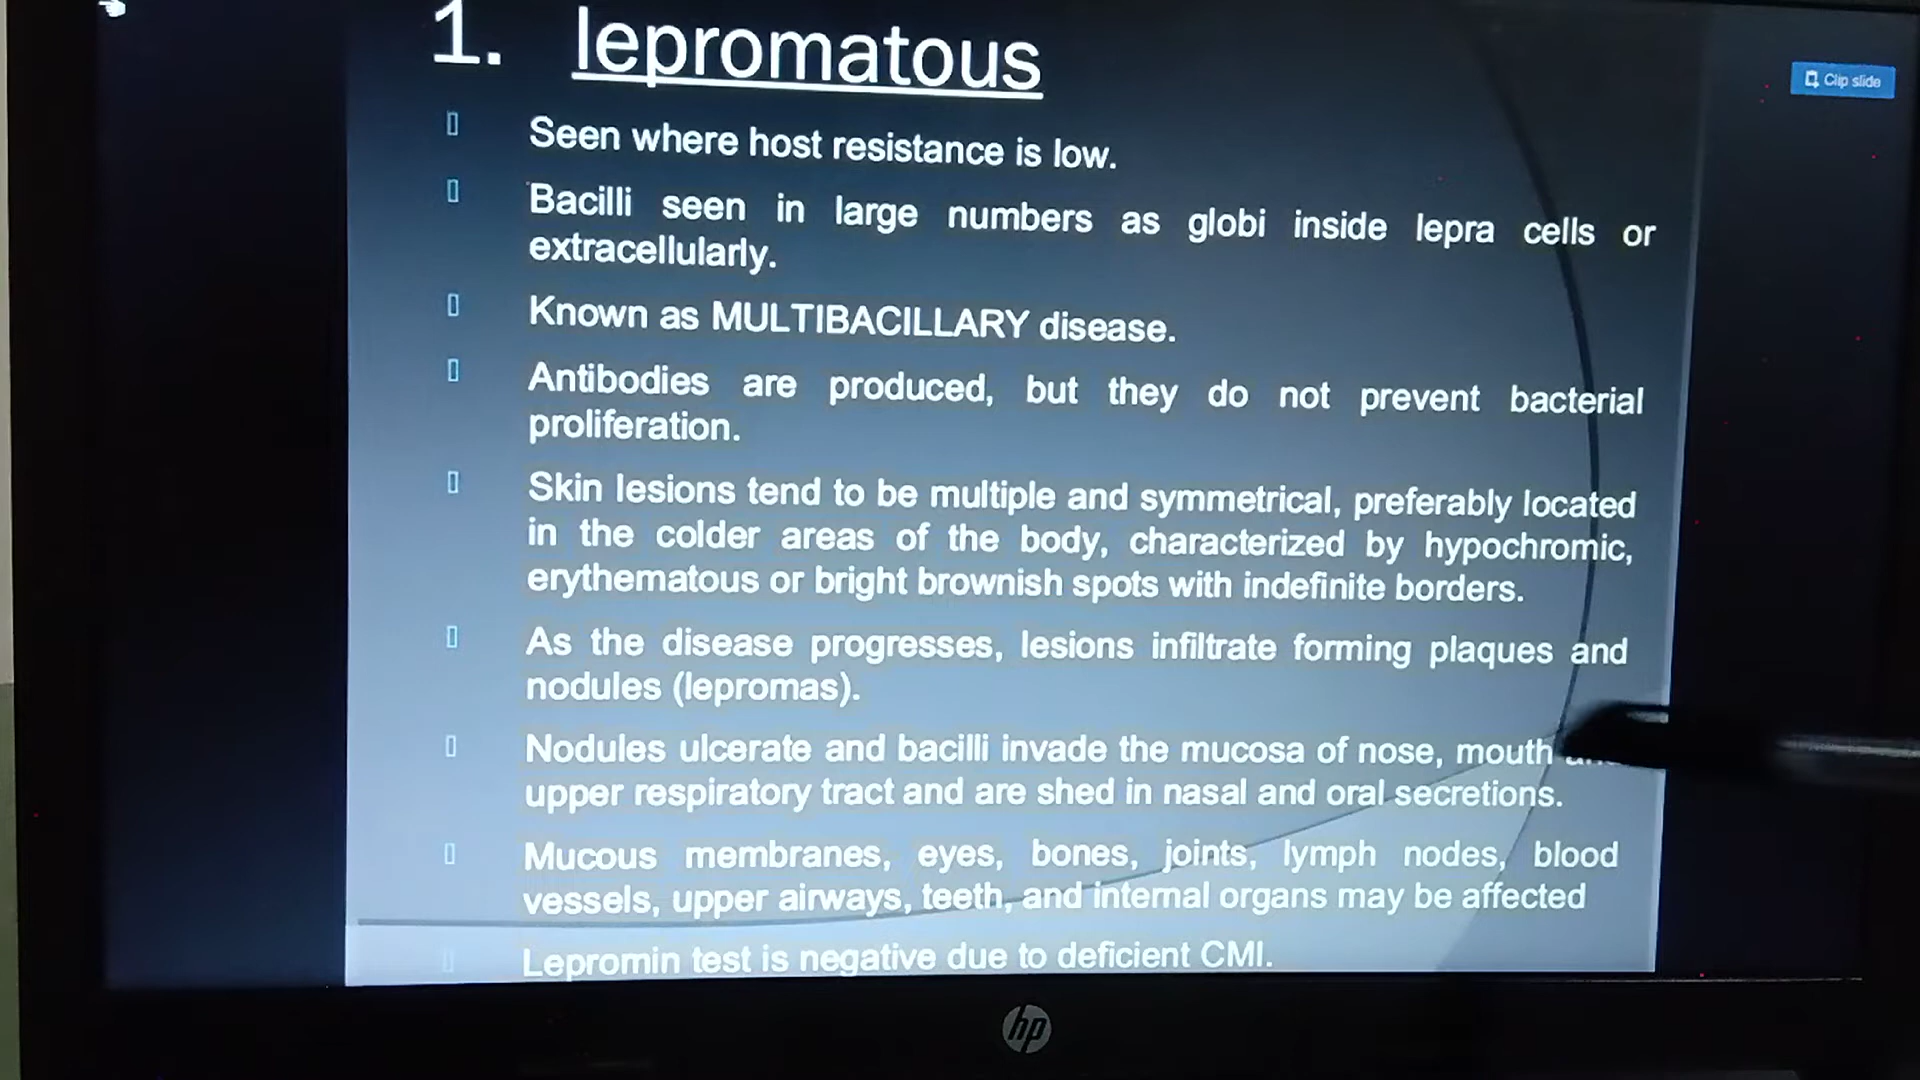 1. lepromatous
Clip slide
Seen where host resistance is low.
Bacilli seen in large numbers as globi inside lepra cells or
extracellularly.
Known as MULTIBACILLARY disease.
Antibodies are produced, but they do not prevent bacterial
proliferation.
Skin lesions tend to be multiple and symmetrical, preferably located
in the colder areas of the body, characterized by hypochromic,
erythematous or bright brownish spots with indefinite borders.
As the disease progresses, lesions infiltrate forming plaques and
nodules (lepromas).
Nodules ulcerate and bacilli invade the mucosa of nose, mouth
upper respiratory tract and are shed in nasal and oral secretions.
Mucous membranes, eyes, bones, joints, lymph nodes, blood
vessels, upper airways, teeth, and internal organs may be affected
Lepromin test is negative due to deficient CMI.
hp